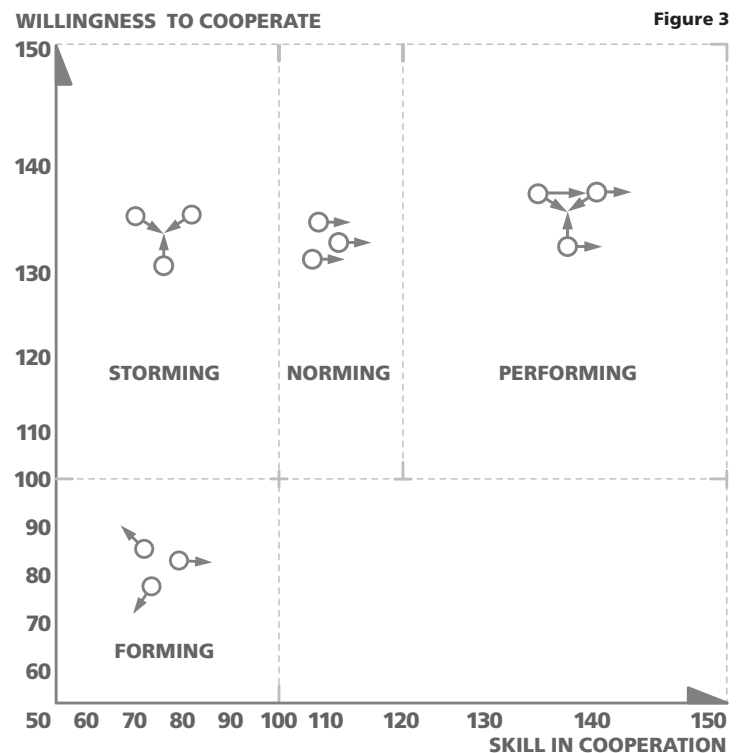 WILLINGNESS TO COOPERATE
Figure 3
150
140
130
120
110
100
90
80
70
60
STORMING
NORMING
PERFORMING
FORMING
50 60 70 80 90 100 110 120 130 140 150
SKILL IN COOPERATION